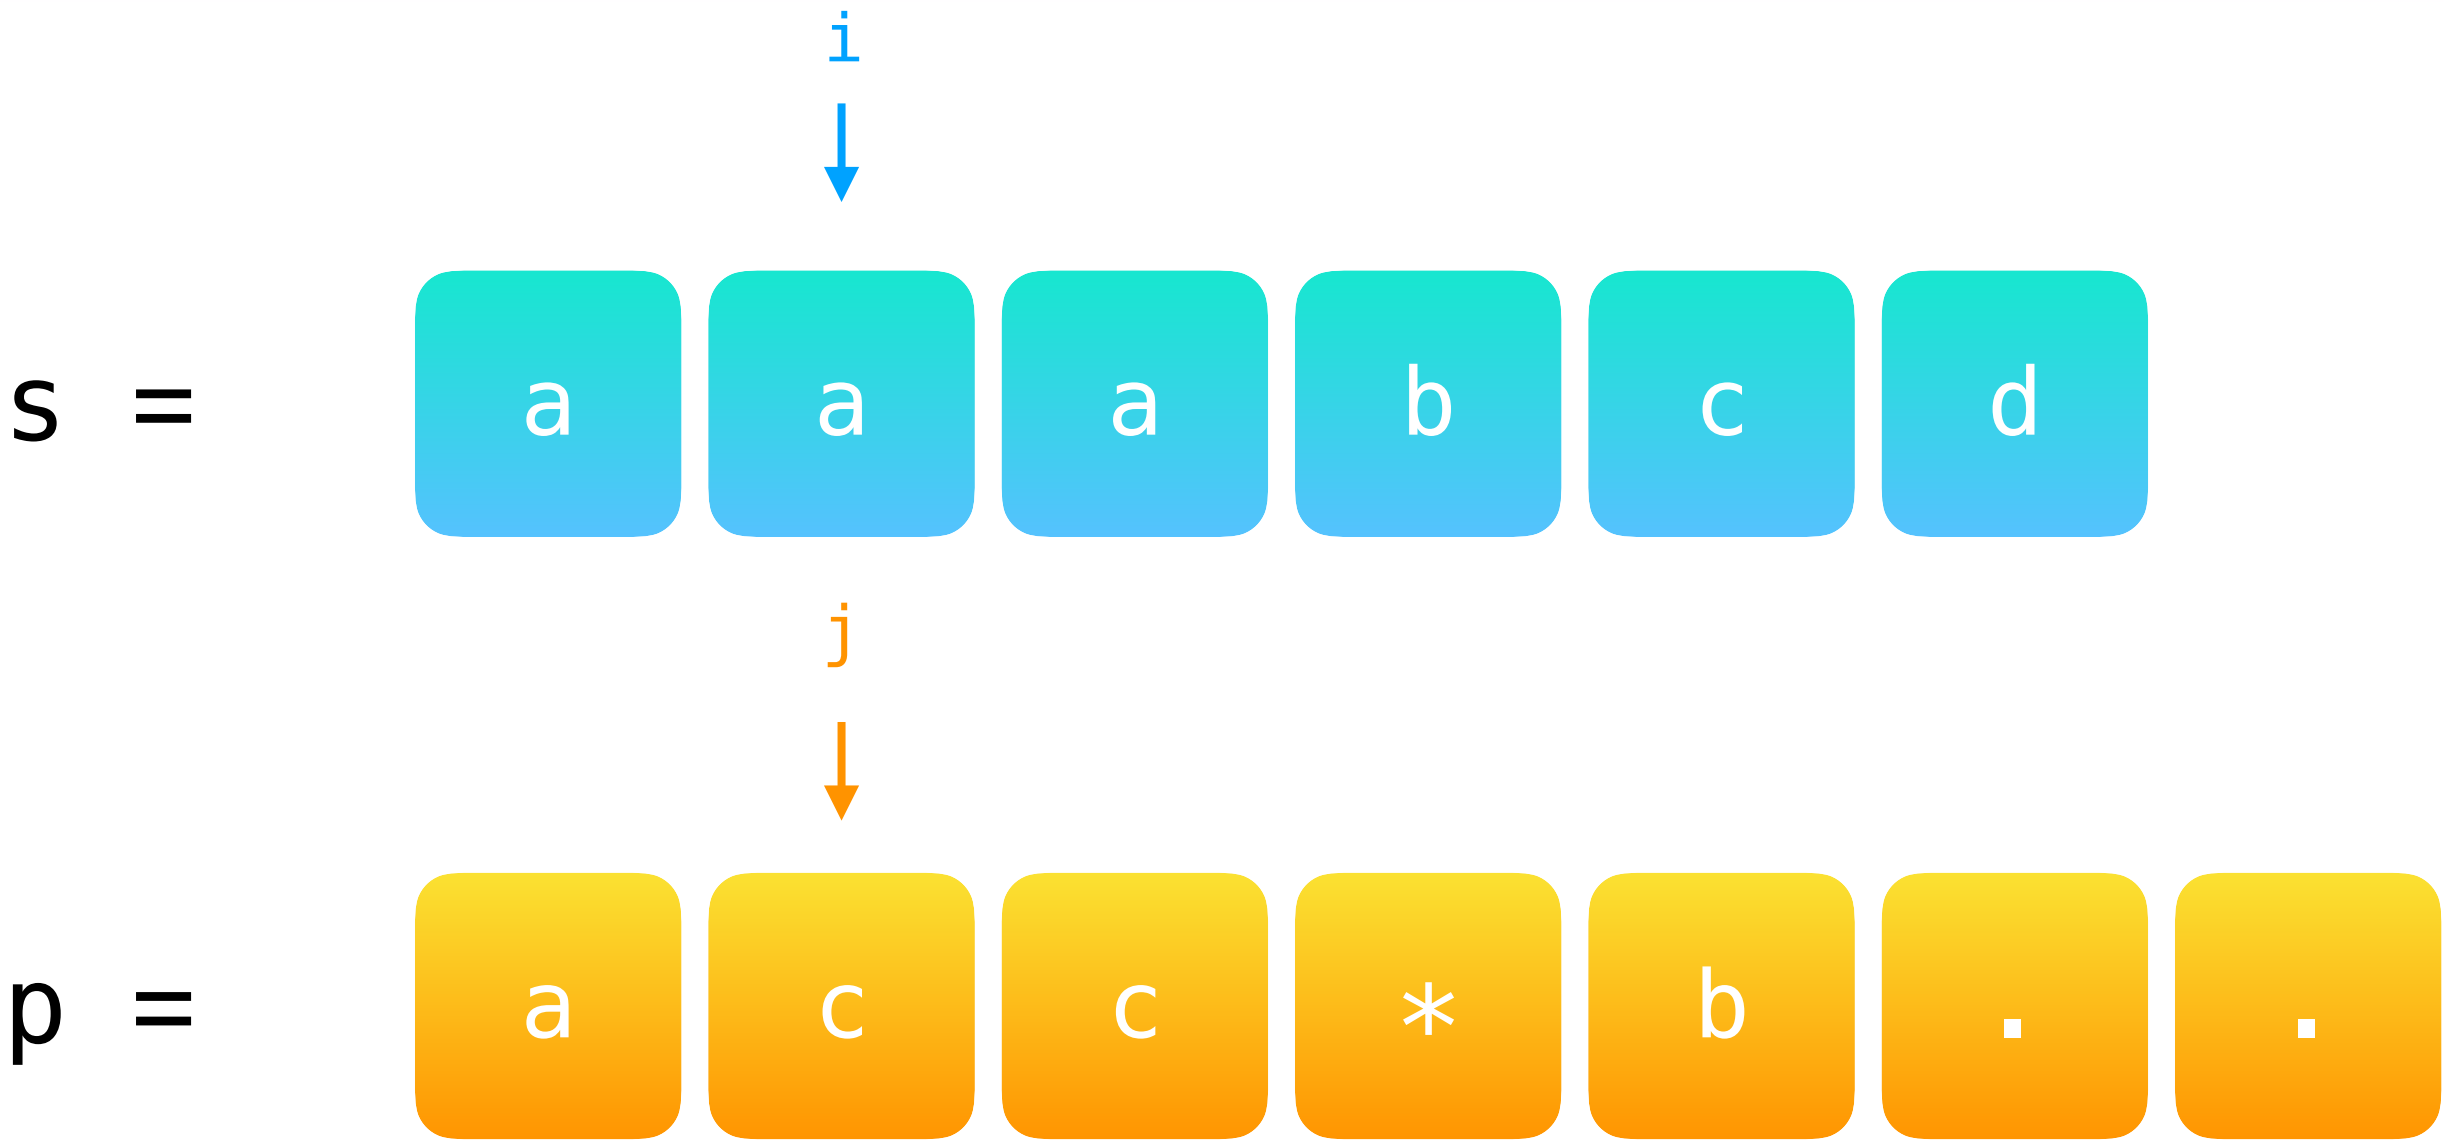 i
s = a a a b c d
j
p = a c c * b . .